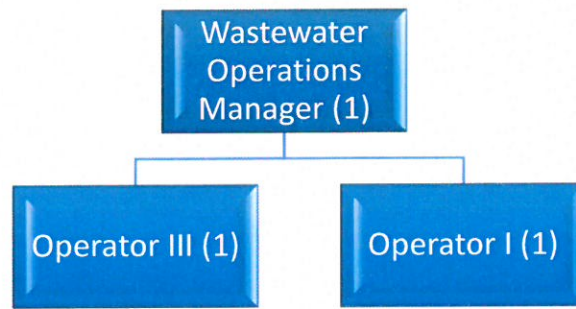 Wastewater
Operations
Manager (1)
Operator III (1)
Operator I (1)